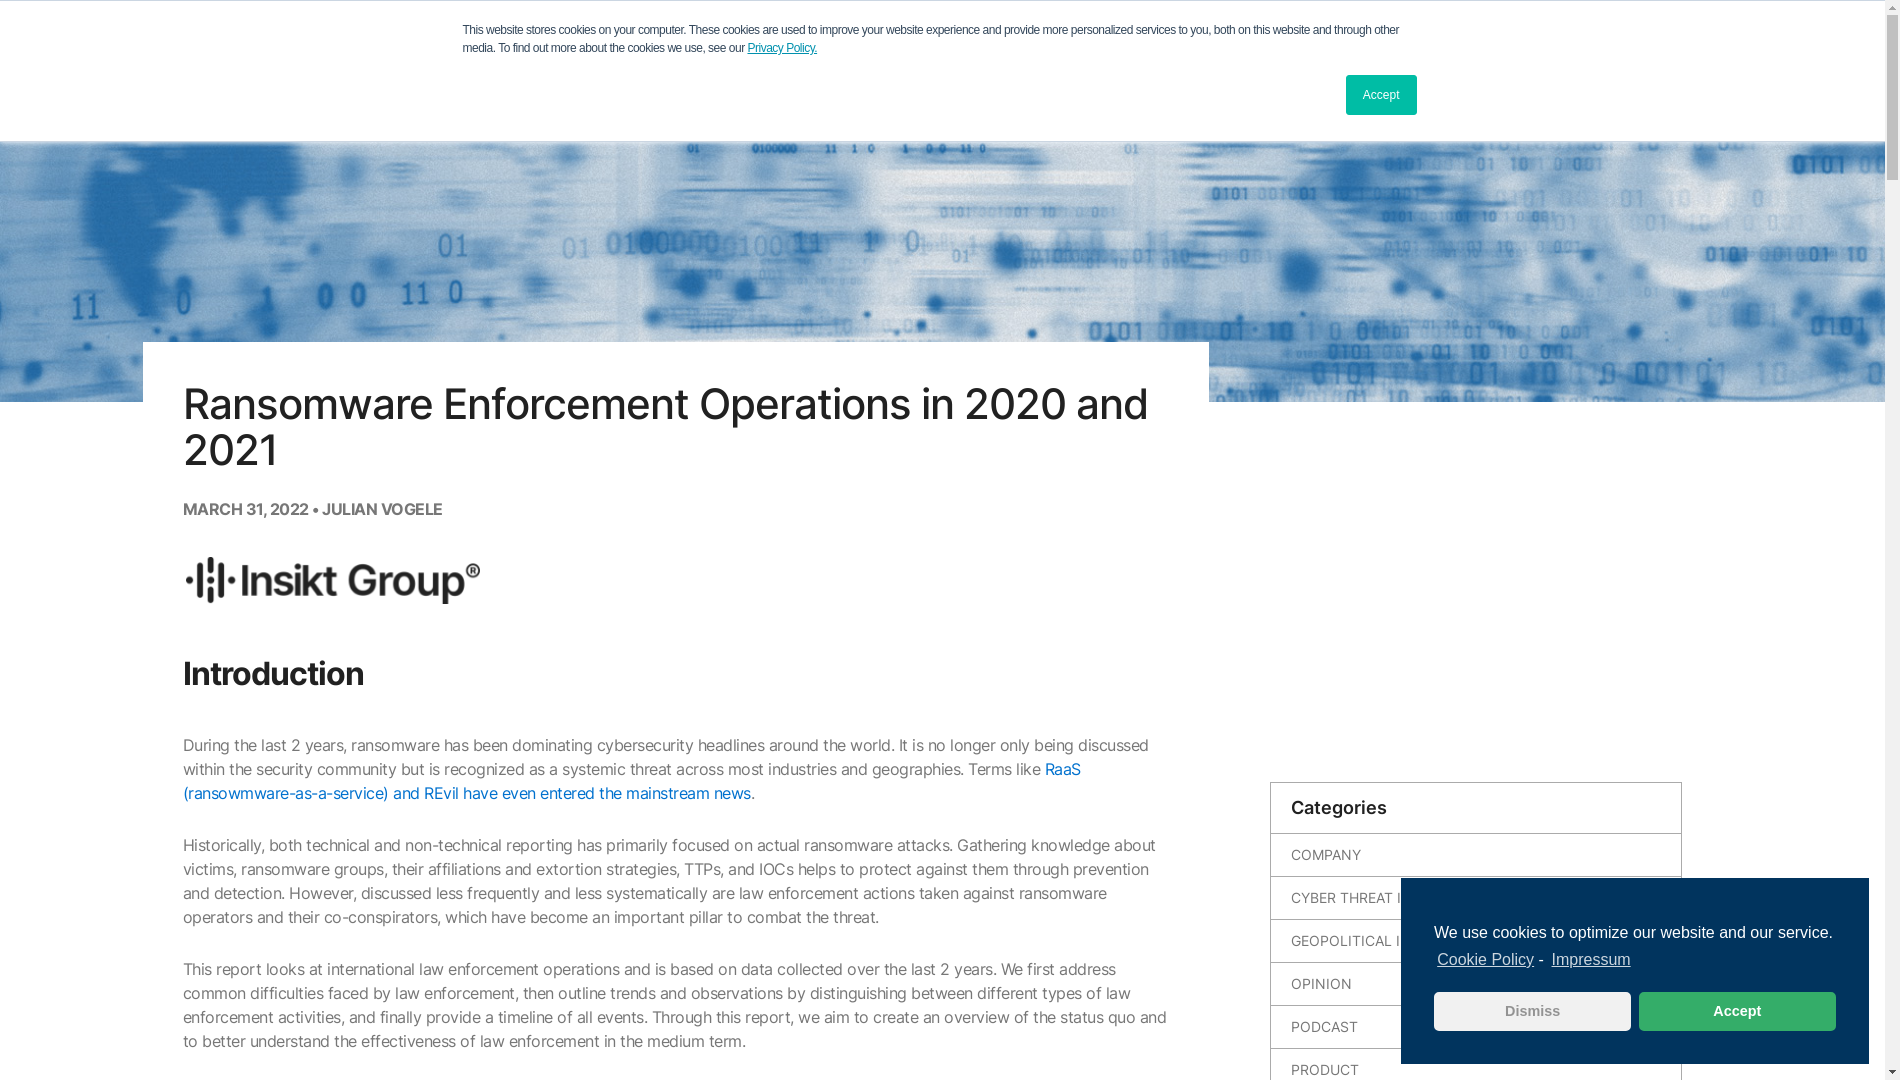 This website stores cookies on your computer. These cookies are used to improve your website experience and provide more personalized services to you, both on this website and through other
media. To find out more about the cookies we use, see our Privacy Policy.
Accept
Ransomware Enforcement Operations in 2020 and
2021
MARCH 31, 2022 • JULIAN VOGELE
Insikt Group®
Introduction
During the last 2 years, ransomware has been dominating cybersecurity headlines around the world. It is no longer only being discussed
within the security community but is recognized as a systemic threat across most industries and geographies. Terms like RaaS
(ransowmware-as-a-service) and REvil have even entered the mainstream news.
Historically, both technical and non-technical reporting has primarily focused on actual ransomware attacks. Gathering knowledge about
victims, ransomware groups, their affiliations and extortion strategies, TTPs, and IOCs helps to protect against them through prevention
and detection. However, discussed less frequently and less systematically are law enforcement actions taken against ransomware
operators and their co-conspirators, which have become an important pillar to combat the threat.
This report looks at international law enforcement operations and is based on data collected over the last 2 years. We first address
common difficulties faced by law enforcement, then outline trends and observations by distinguishing between different types of law
enforcement activities, and finally provide a timeline of all events. Through this report, we aim to create an overview of the status quo and
to better understand the effectiveness of law enforcement in the medium term.
Categories
COMPANY
CYBER THREAT I
GEOPOLITICAL I
OPINION
PODCAST
PRODUCT
We use cookies to optimize our website and our service.
Cookie Policy - Impressum
Dismiss
Accept